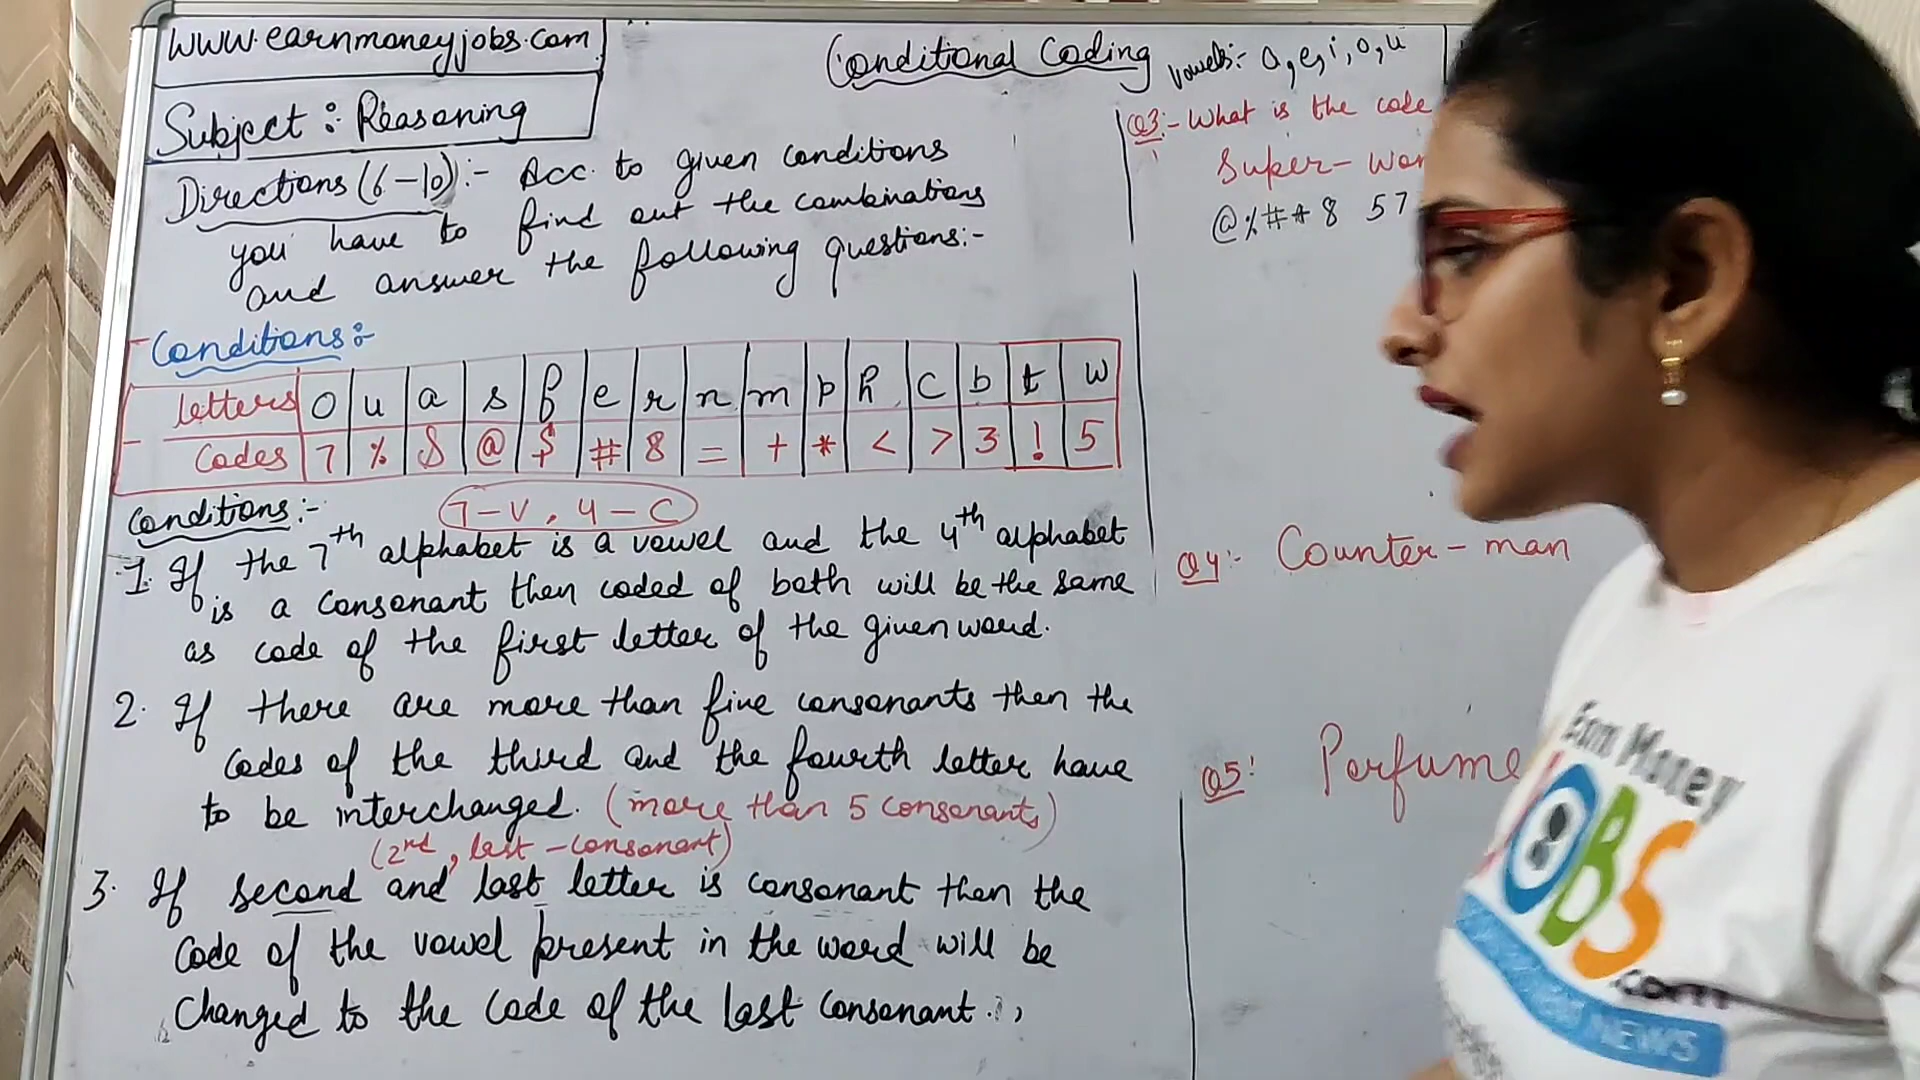 www.earnmoneyjobs.com
Subject : Reasoning
Conditional Coding
vowels:- a, e, i, o, u
Directions (6-10):- Acc. to given conditions
you have to find out the combinations
and answer the following questions:-
Conditions:
letters o u a s f e r n m p h c b t w
Codes 7 % & @ $ # 8 = + * < > 3 ! 5
Conditions:- 7-V, 4-C
1. If the 7th alphabet is a vowel and the 4th alphabet
is a consonant then coded of both will be the same
as code of the first letter of the given word.
2. If there are more than five consonants then the
codes of the third and the fourth letter have
to be interchanged. (more than 5 consonants)
(2nd, last-consonant)
3. If second and last letter is consonant then the
Code of the vowel present in the word will be
Changed to the code of the last consonant.
Q3:- What is the code
Super-
@%#* 8 57
Q4:- Counter-man
Q5:
Perfume
Earn Money
JOBS
.com
NEWS